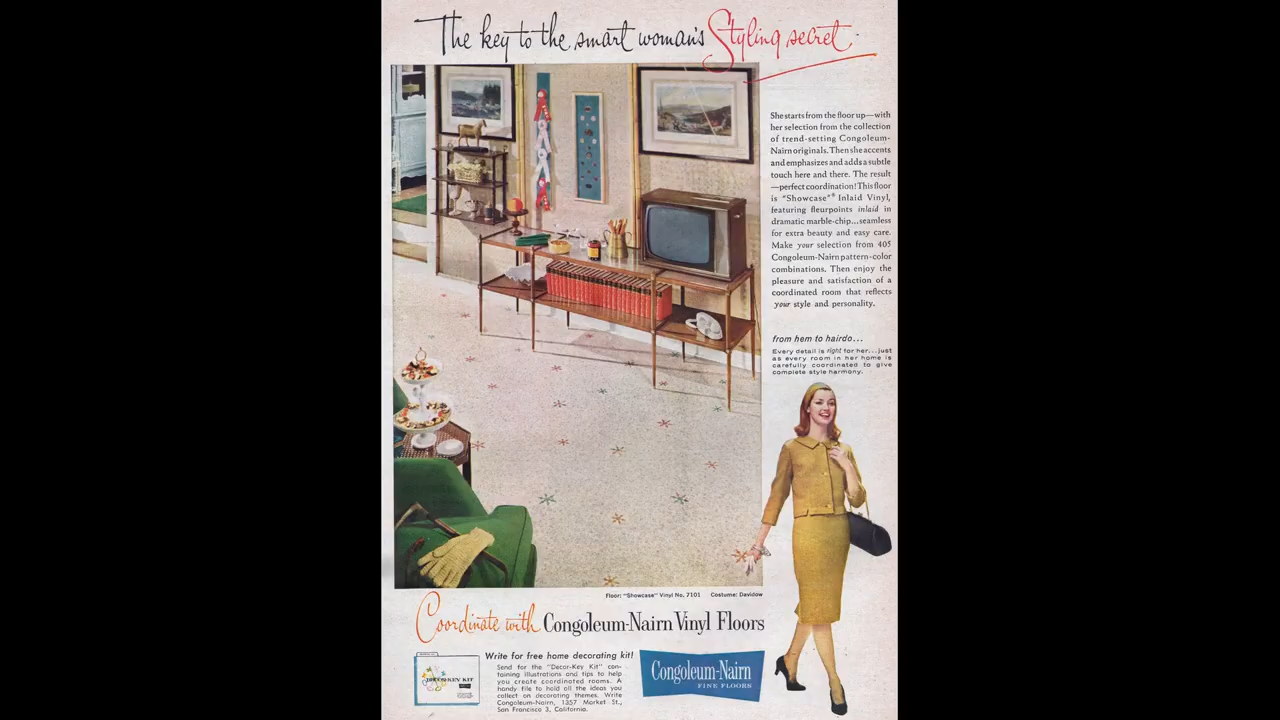 The key to the smart woman's Styling secret
She starts from the floor up—with
her selection from the collection
of trend-setting Congoleum-
Nairn originals. Then she accents
and emphasizes and adds a subtle
touch here and there. The result
—perfect coordination! This floor
is "Showcase"® Inlaid Vinyl,
featuring fleurpoints inlaid in
dramatic marble-chip...seamless
for extra beauty and easy care.
Make your selection from 405
Congoleum-Nairn pattern-color
combinations. Then enjoy the
pleasure and satisfaction of a
coordinated room that reflects
your style and personality.
from hem to hairdo...
Every detail is right for her...just
as every room in her home is
carefully coordinated to give
complete style harmony.
Floor: "Showcase" Vinyl No. 7101 Costume: Davidow
Coordinate with Congoleum-Nairn Vinyl Floors
Write for free home decorating kit!
Send for the "Decor-Key Kit" con-
taining illustrations and tips to help
you create coordinated rooms. A
handy file to hold all the ideas you
collect on decorating themes. Write
Congoleum-Nairn, 1357 Market St.,
San Francisco 3, California.
DECOR-KEY KIT
Congoleum-Nairn
FINE FLOORS